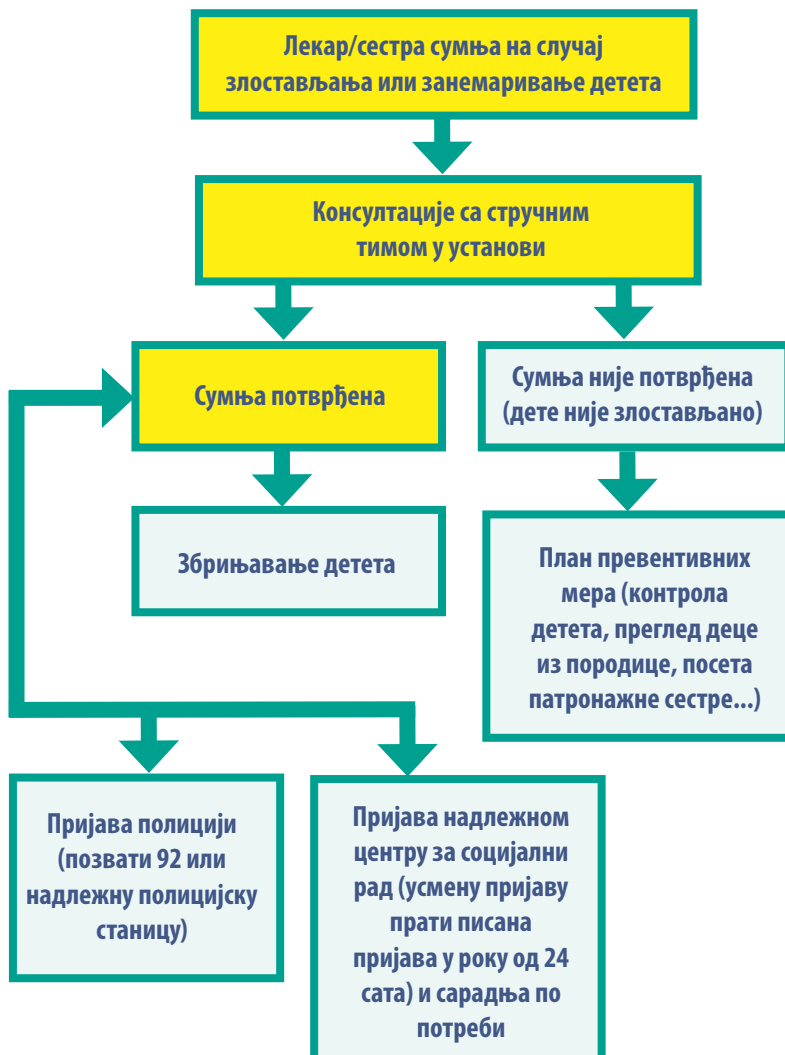 Лекар/сестра сумња на случај
злостављања или занемаривање детета
Консултације са стручним
тимом у установи
Сумња потврђена
Сумња није потврђена
(дете није злостављано)
Збрињавање детета
План превентивних
мера (контрола
детета, преглед деце
из породице, посета
патронажне сестре...)
Пријава полицији
(позвати 92 или
надлежну полицијску
станицу)
Пријава надлежном
центру за социјални
рад (усмену пријаву
прати писана
пријава у року од 24
сата) и сарадња по
потреби